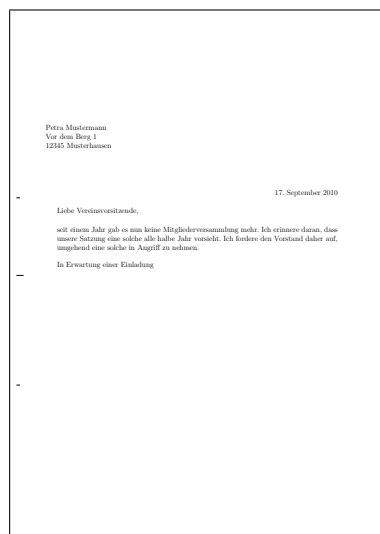 Petra Mustermann
Vor dem Berg 1
12345 Musterhausen
17. September 2010
Liebe Vereinsvorsitzende,
seit einem Jahr gab es nun keine Mitgliederversammlung mehr. Ich erinnere daran, dass
unsere Satzung eine solche alle halbe Jahr vorsieht. Ich fordere den Vorstand daher auf,
umgehend eine solche in Angriff zu nehmen.
In Erwartung einer Einladung